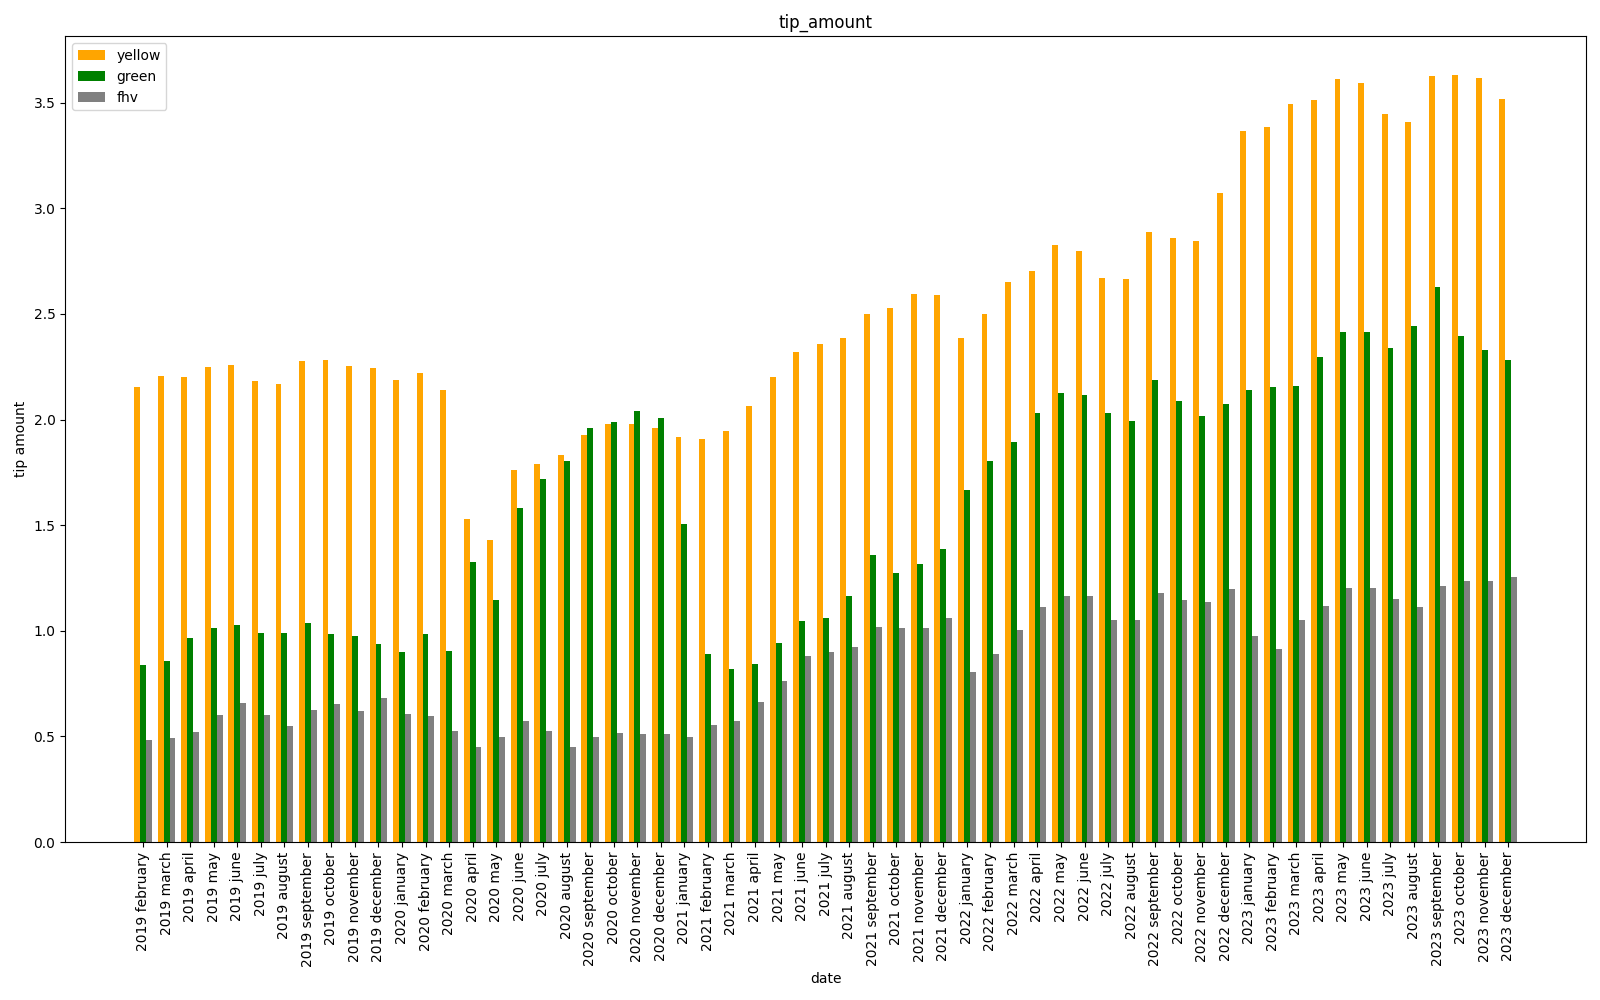 tip_amount
yellow
green
fhv
3.5
3.0
2.5
2.0
1.5
1.0
0.5
0.0
tip amount
2019 february
2019 march
2019 april
2019 may
2019 june
2019 july
2019 august
2019 september
2019 october
2019 november
2019 december
2020 january
2020 february
2020 march
2020 april
2020 may
2020 june
2020 july
2020 august
2020 september
2020 october
2020 november
2020 december
2021 january
2021 february
2021 march
2021 april
2021 may
2021 june
2021 july
2021 august
2021 september
2021 october
2021 november
2021 december
2022 january
2022 february
2022 march
2022 april
2022 may
2022 june
2022 july
2022 august
2022 september
2022 october
2022 november
2022 december
2023 january
2023 february
2023 march
2023 april
2023 may
2023 june
2023 july
2023 august
2023 september
2023 october
2023 november
2023 december
date